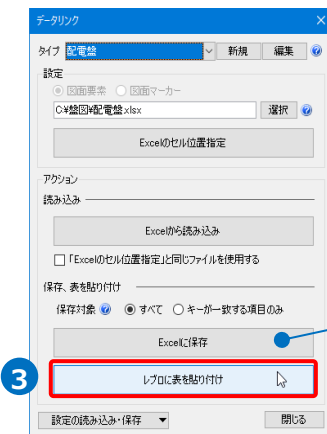 データリンク
タイプ 配電盤 新規 編集
設定
図面要素 図面マーカー
C:¥盤図¥配電盤.xlsx 選択
Excelのセル位置指定
アクション
読み込み
Excelから読み込み
「Excelのセル位置指定」と同じファイルを使用する
保存、表を貼り付け
保存対象 すべて キーが一致する項目のみ
Excelに保存
3 レブロに表を貼り付け
設定の読み込み・保存 閉じる